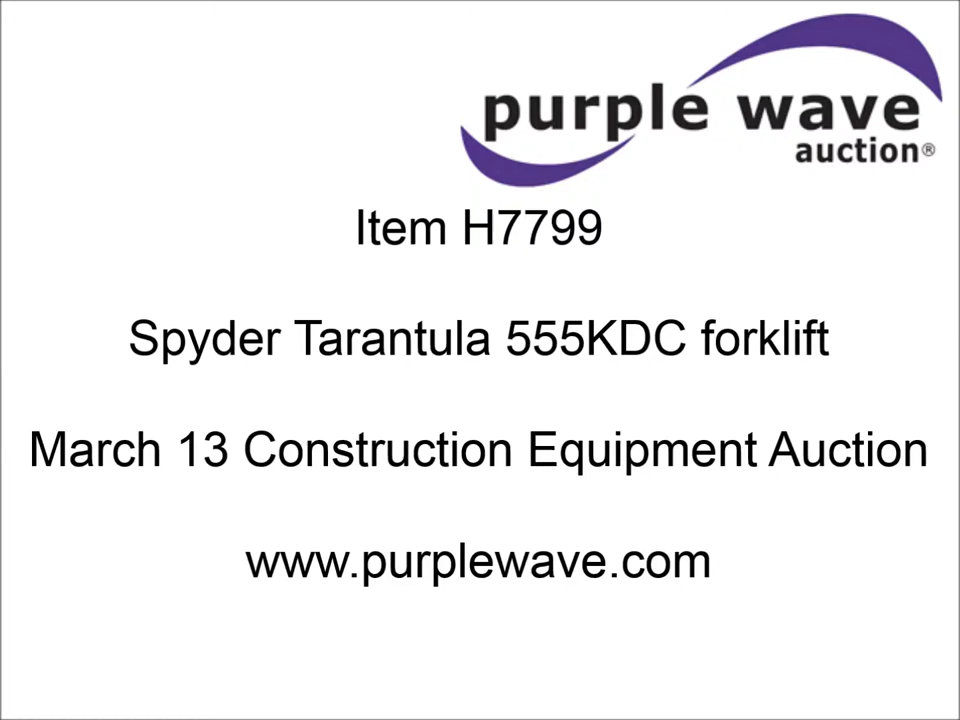 purple wave
auction®
Item H7799
Spyder Tarantula 555KDC forklift
March 13 Construction Equipment Auction
www.purplewave.com